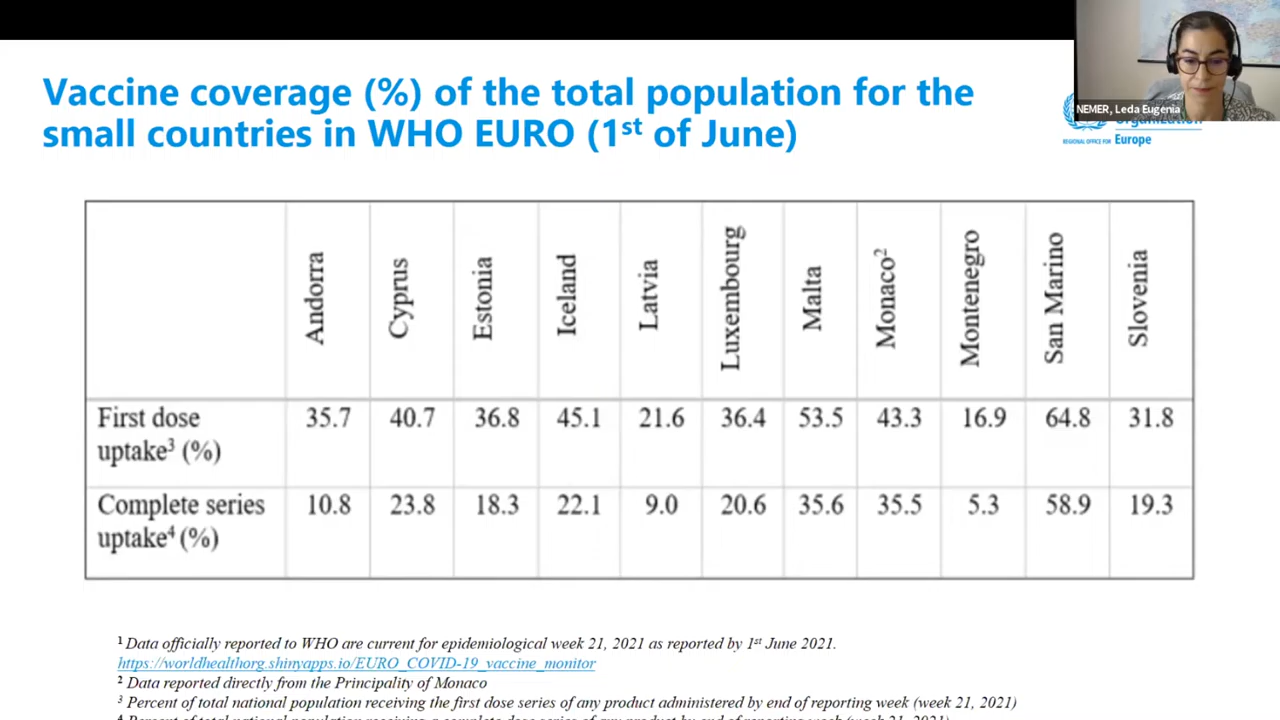 NEMER, Leda Eugenia
Vaccine coverage (%) of the total population for the
small countries in WHO EURO (1st of June)
REGIONAL OFFICE FOR Europe
Andorra Cyprus Estonia Iceland Latvia Luxembourg Malta Monaco² Montenegro San Marino Slovenia
First dose 35.7 40.7 36.8 45.1 21.6 36.4 53.5 43.3 16.9 64.8 31.8
uptake³ (%)
Complete series 10.8 23.8 18.3 22.1 9.0 20.6 35.6 35.5 5.3 58.9 19.3
uptake⁴ (%)
¹ Data officially reported to WHO are current for epidemiological week 21, 2021 as reported by 1st June 2021.
https://worldhealthorg.shinyapps.io/EURO_COVID-19_vaccine_monitor
² Data reported directly from the Principality of Monaco
³ Percent of total national population receiving the first dose series of any product administered by end of reporting week (week 21, 2021)